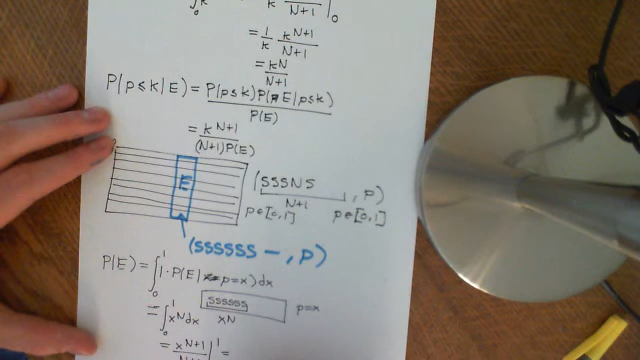 = 1/k k^N+1/N+1
= k^N/N+1
P(p≤k|E) = P(p≤k)P(E|p≤k)/P(E)
= k^N+1/(N+1)P(E)
E (SSSNS , P)
N+1
p∈[0,1] p∈[0,1]
(SSSSSS – , P)
P(E) = ∫₀¹ 1·P(E|p=x)dx
SSSSSS p=x
= ∫₀¹ x^N dx x^N
= x^N+1/N+1 |¹ =